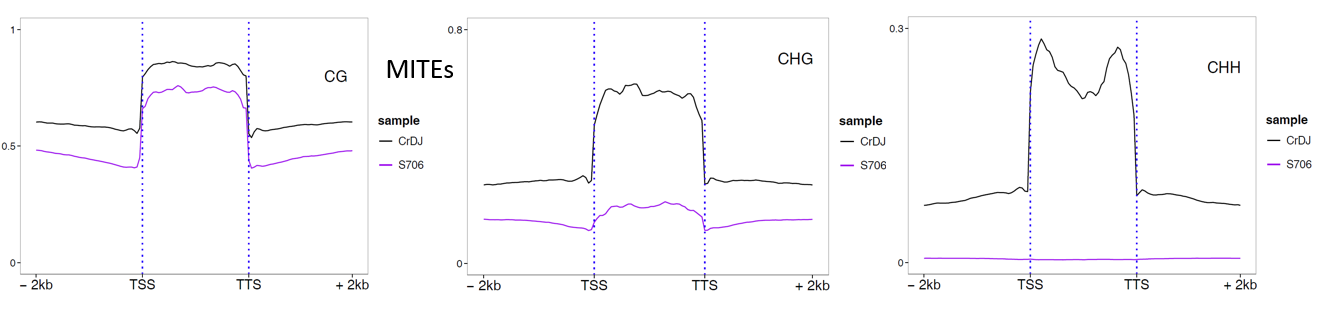 MITEs
1
0.5
0
CG
− 2kb
TSS
TTS
+ 2kb
sample
CrDJ
S706
0.8
0
CHG
− 2kb
TSS
TTS
+ 2kb
sample
CrDJ
S706
0.3
0
CHH
− 2kb
TSS
TTS
+ 2kb
sample
CrDJ
S706